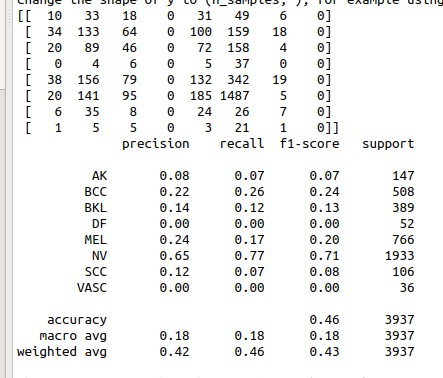 change the shape of y to (n_samples, ), for example using
[[  10   33   18    0   31   49    6    0]
 [  34  133   64    0  100  159   18    0]
 [  20   89   46    0   72  158    4    0]
 [   0    4    6    0    5   37    0    0]
 [  38  156   79    0  132  342   19    0]
 [  20  141   95    0  185 1487    5    0]
 [   6   35    8    0   24   26    7    0]
 [   1    5    5    0    3   21    1    0]]
              precision    recall  f1-score   support
          AK       0.08      0.07      0.07       147
         BCC       0.22      0.26      0.24       508
         BKL       0.14      0.12      0.13       389
          DF       0.00      0.00      0.00        52
         MEL       0.24      0.17      0.20       766
          NV       0.65      0.77      0.71      1933
         SCC       0.12      0.07      0.08       106
        VASC       0.00      0.00      0.00        36
    accuracy                           0.46      3937
   macro avg       0.18      0.18      0.18      3937
weighted avg       0.42      0.46      0.43      3937